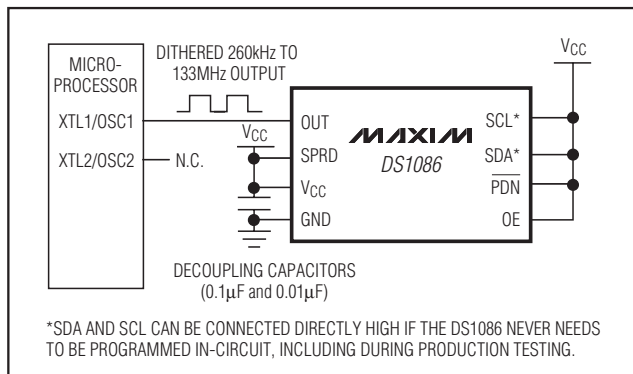 MICRO-
PROCESSOR
XTL1/OSC1
XTL2/OSC2
N.C.
DITHERED 260kHz TO
133MHz OUTPUT
VCC
DECOUPLING CAPACITORS
(0.1µF and 0.01µF)
OUT
SPRD
VCC
GND
MAXIM
DS1086
SCL*
SDA*
PDN
OE
VCC
*SDA AND SCL CAN BE CONNECTED DIRECTLY HIGH IF THE DS1086 NEVER NEEDS
TO BE PROGRAMMED IN-CIRCUIT, INCLUDING DURING PRODUCTION TESTING.